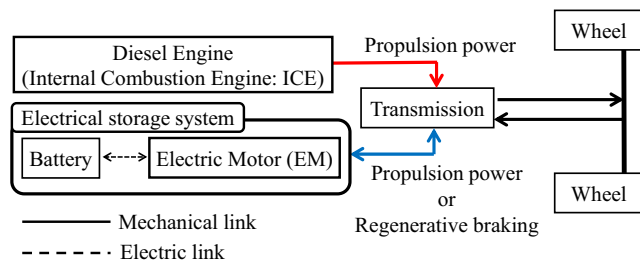 Diesel Engine
(Internal Combustion Engine: ICE)
Propulsion power
Wheel
Electrical storage system
Transmission
Battery
Electric Motor (EM)
Propulsion power
or
Regenerative braking
Wheel
Mechanical link
Electric link